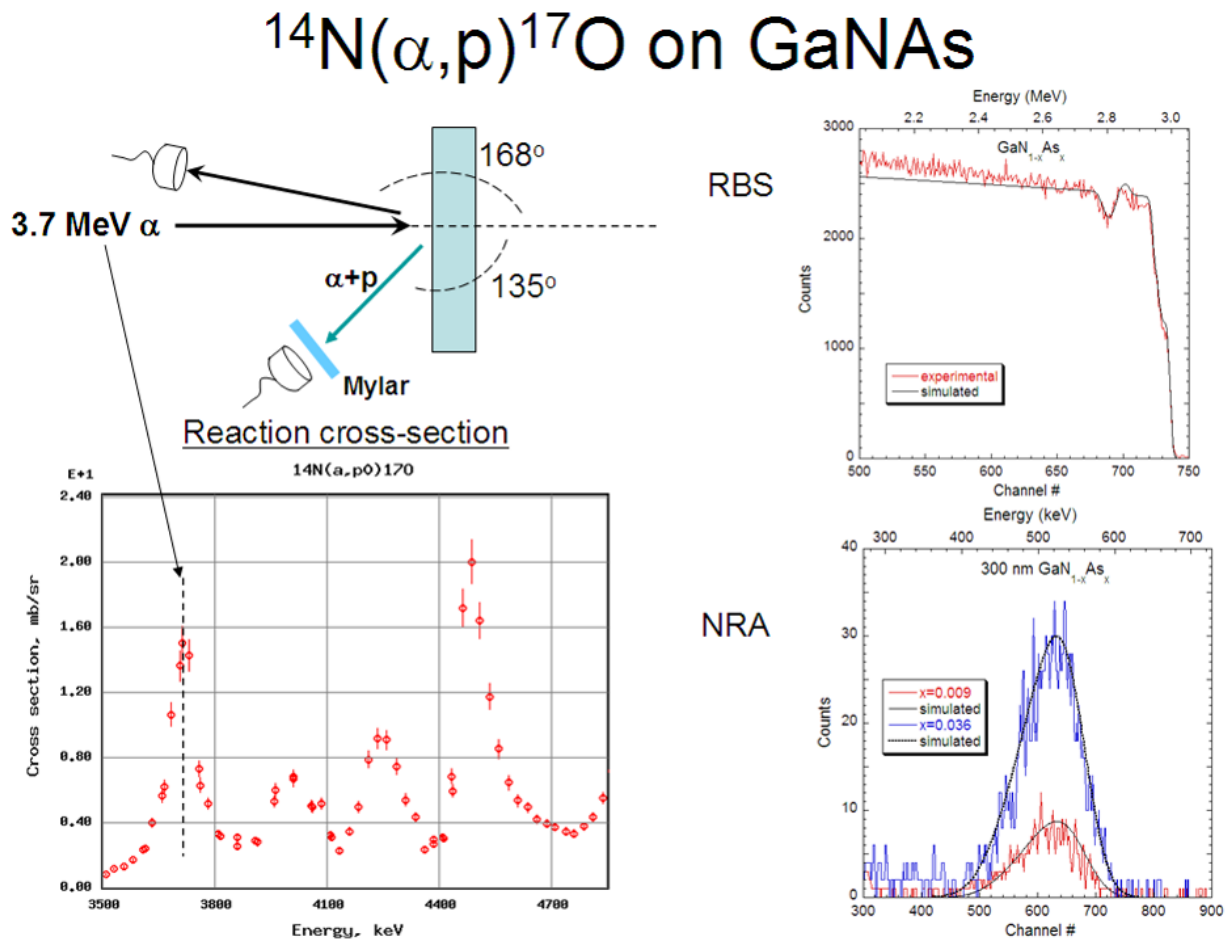 ¹⁴N(α,p)¹⁷O on GaNAs
168°
3.7 MeV α
α+p
135°
Mylar
Reaction cross-section
14N(a,p0)17O
E+1
2.40
2.00
1.60
1.20
0.80
0.40
0.00
Cross section, mb/sr
3500 3800 4100 4400 4700
Energy, keV
RBS
Energy (MeV)
2.2 2.4 2.6 2.8 3.0
GaN₁₋ₓAsₓ
3000
2000
1000
0
Counts
experimental
simulated
500 550 600 650 700 750
Channel #
NRA
Energy (keV)
300 400 500 600 700
300 nm GaN₁₋ₓAsₓ
40
30
20
10
0
Counts
x=0.009
simulated
x=0.036
simulated
300 400 500 600 700 800 900
Channel #